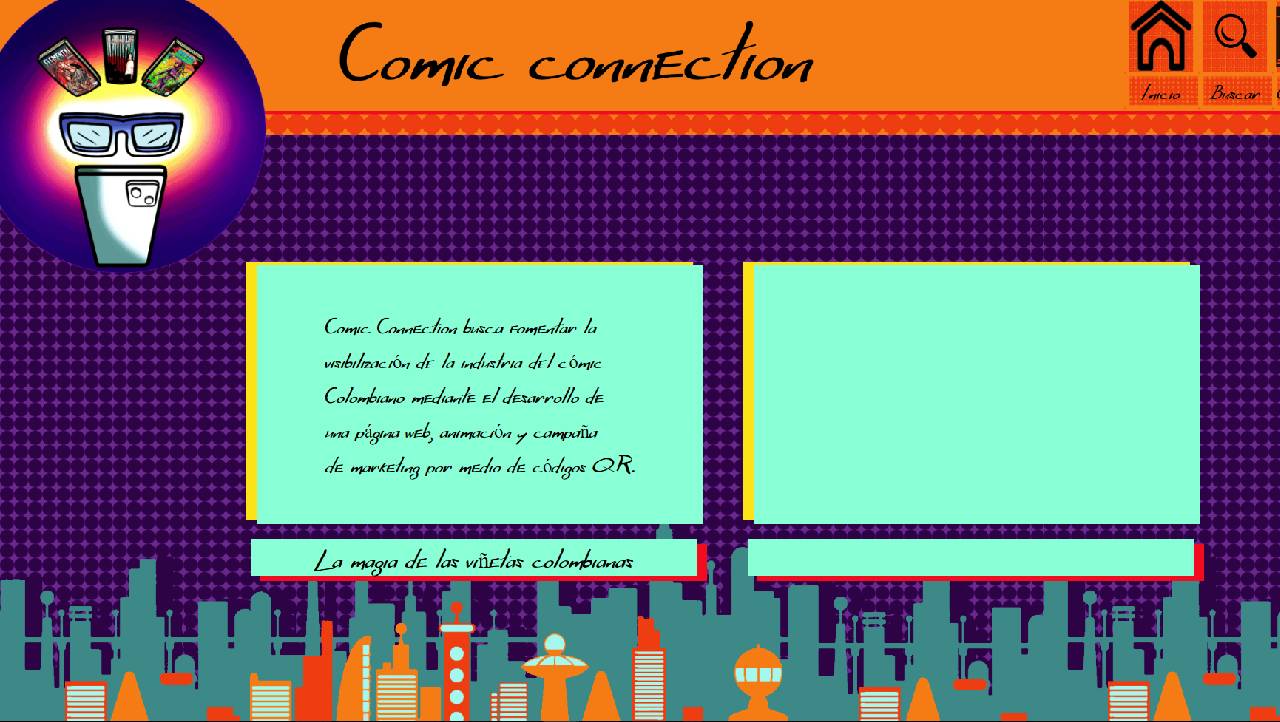 Comic connection
Inicio
Buscar
Comic Connection busca fomentar la
visibilización de la industria del cómic
Colombiano mediante el desarrollo de
una página web, animación y campaña
de marketing por medio de códigos QR.
La magia de las viñetas colombianas